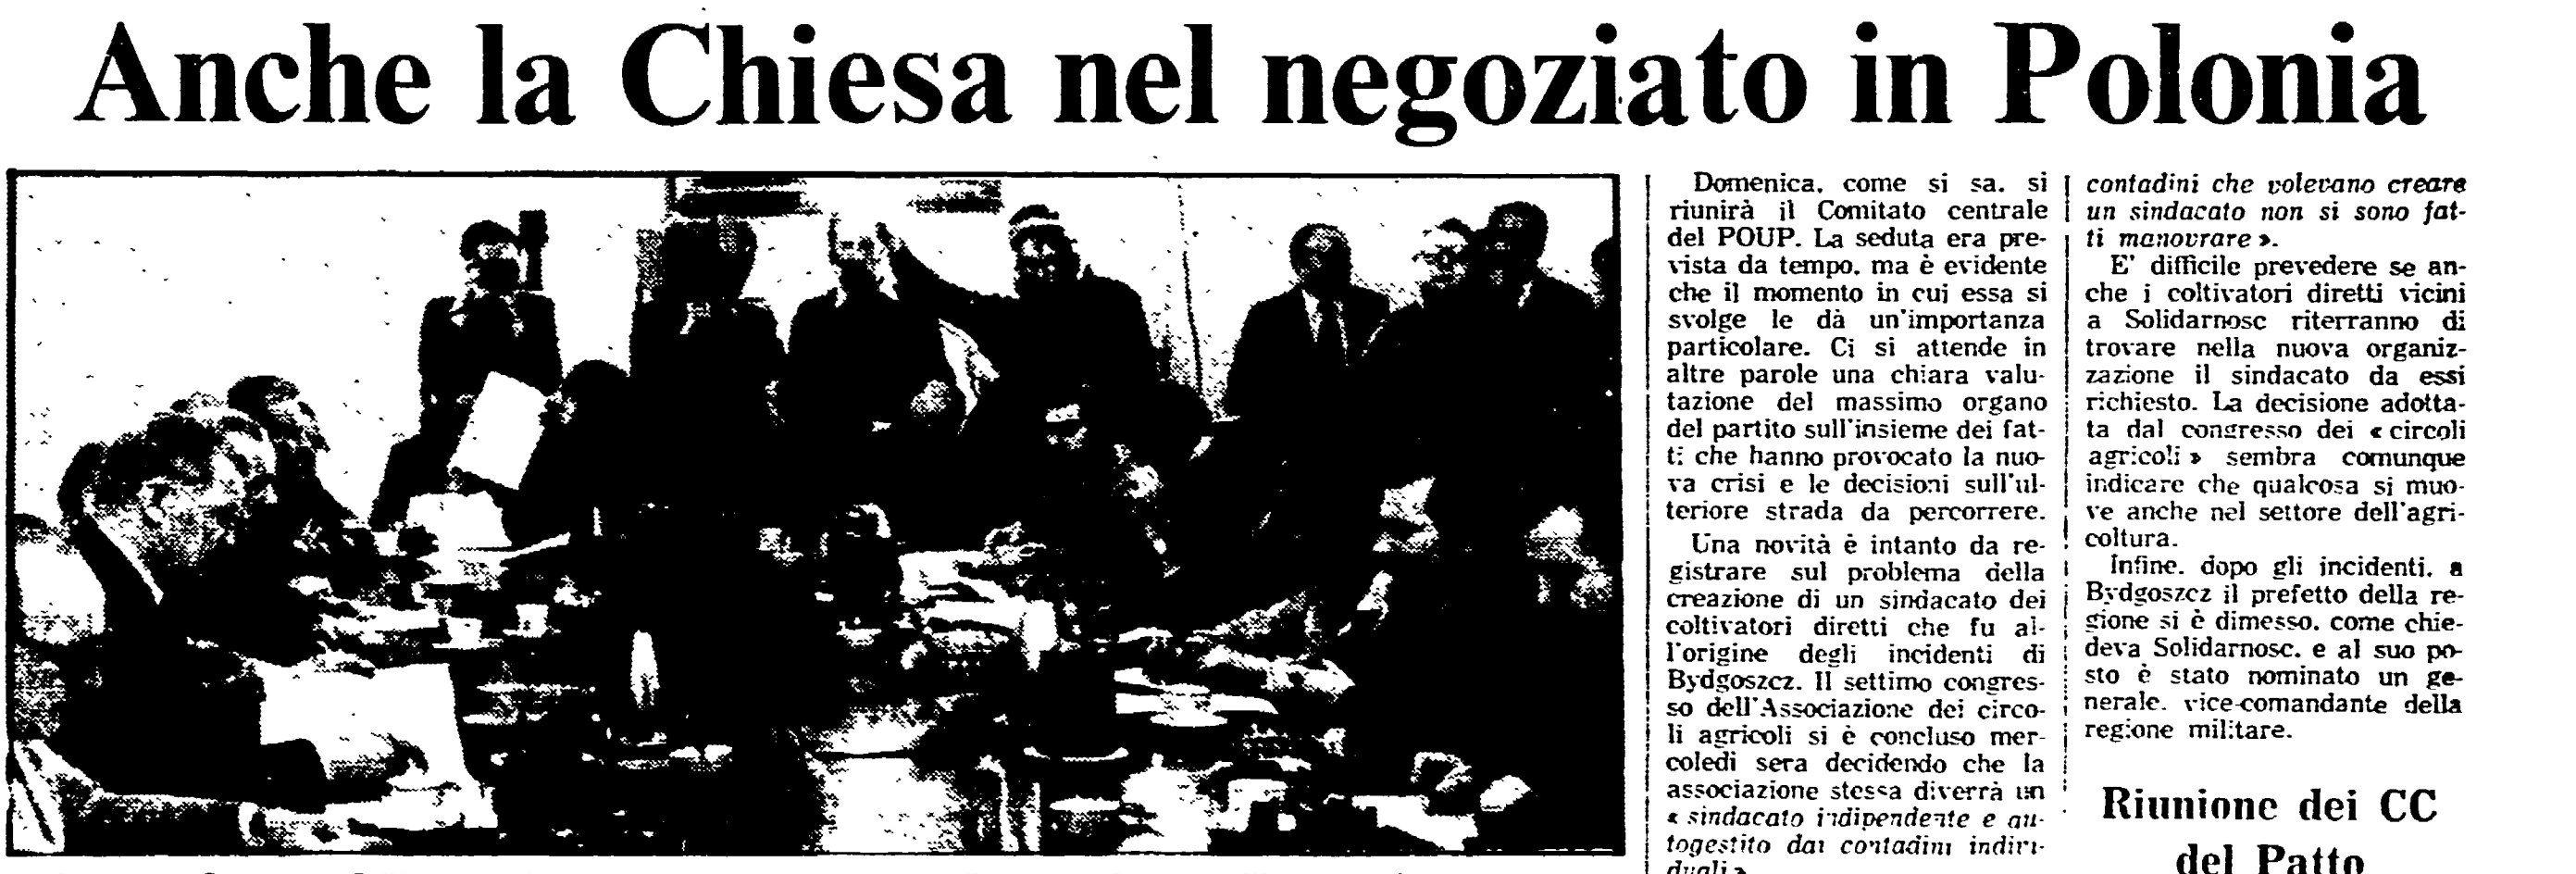 Anche la Chiesa nel negoziato in Polonia
Domenica, come si sa, si
riunirà il Comitato centrale
del POUP. La seduta era pre-
vista da tempo, ma è evidente
che il momento in cui essa si
svolge le dà un'importanza
particolare. Ci si attende in
altre parole una chiara valu-
tazione del massimo organo
del partito sull'insieme dei fat-
ti che hanno provocato la nuo-
va crisi e le decisioni sull'ul-
teriore strada da percorrere.
Una novità è intanto da re-
gistrare sul problema della
creazione di un sindacato dei
coltivatori diretti che fu al-
l'origine degli incidenti di
Bydgoszcz. Il settimo congres-
so dell'Associazione dei circo-
li agricoli si è concluso mer-
coledì sera decidendo che la
associazione stessa diverrà un
« sindacato indipendente e au-
togestito dai contadini indivi-
duali »
contadini che volevano creare
un sindacato non si sono fat-
ti manovrare ».
E' difficile prevedere se an-
che i coltivatori diretti vicini
a Solidarnosc riterranno di
trovare nella nuova organiz-
zazione il sindacato da essi
richiesto. La decisione adotta-
ta dal congresso dei « circoli
agricoli » sembra comunque
indicare che qualcosa si muo-
ve anche nel settore dell'agri-
coltura.
Infine, dopo gli incidenti, a
Bydgoszcz il prefetto della re-
gione si è dimesso, come chie-
deva Solidarnosc, e al suo po-
sto è stato nominato un ge-
nerale, vice-comandante della
regione militare.
Riunione dei CC
del Patto